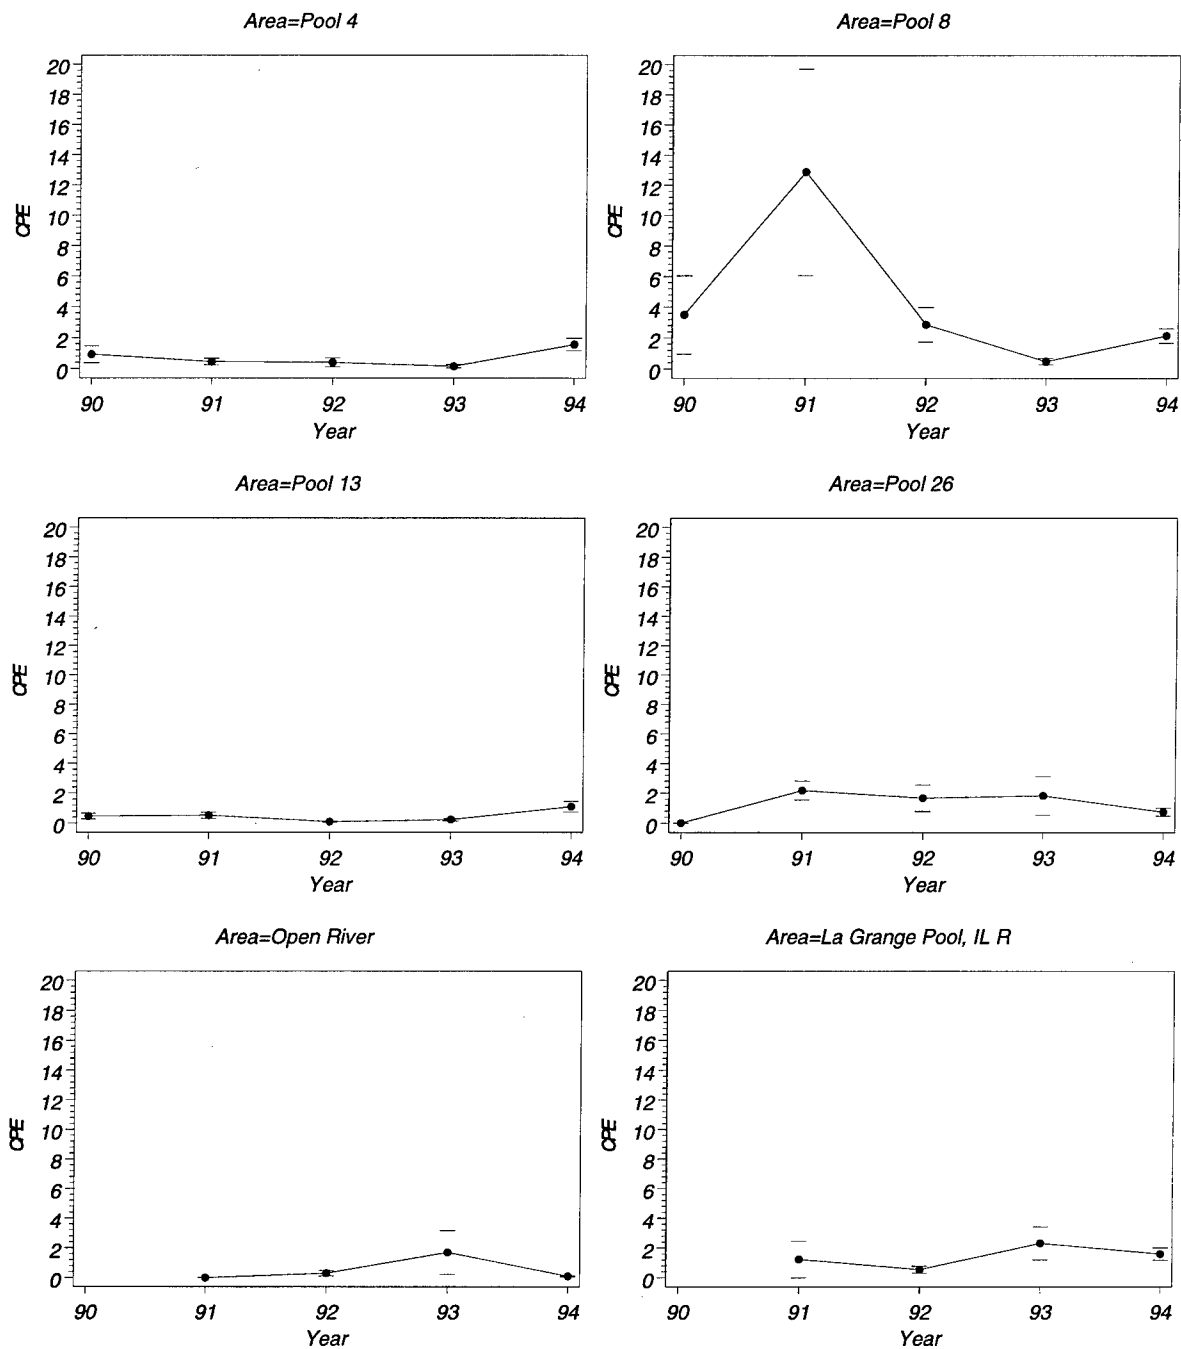 Area=Pool 4
20
18
16
14
12
10
8
6
4
2
0
CPE
90 91 92 93 94
Year
Area=Pool 8
20
18
16
14
12
10
8
6
4
2
0
CPE
90 91 92 93 94
Year
Area=Pool 13
20
18
16
14
12
10
8
6
4
2
0
CPE
90 91 92 93 94
Year
Area=Pool 26
20
18
16
14
12
10
8
6
4
2
0
CPE
90 91 92 93 94
Year
Area=Open River
20
18
16
14
12
10
8
6
4
2
0
CPE
90 91 92 93 94
Year
Area=La Grange Pool, IL R
20
18
16
14
12
10
8
6
4
2
0
CPE
90 91 92 93 94
Year